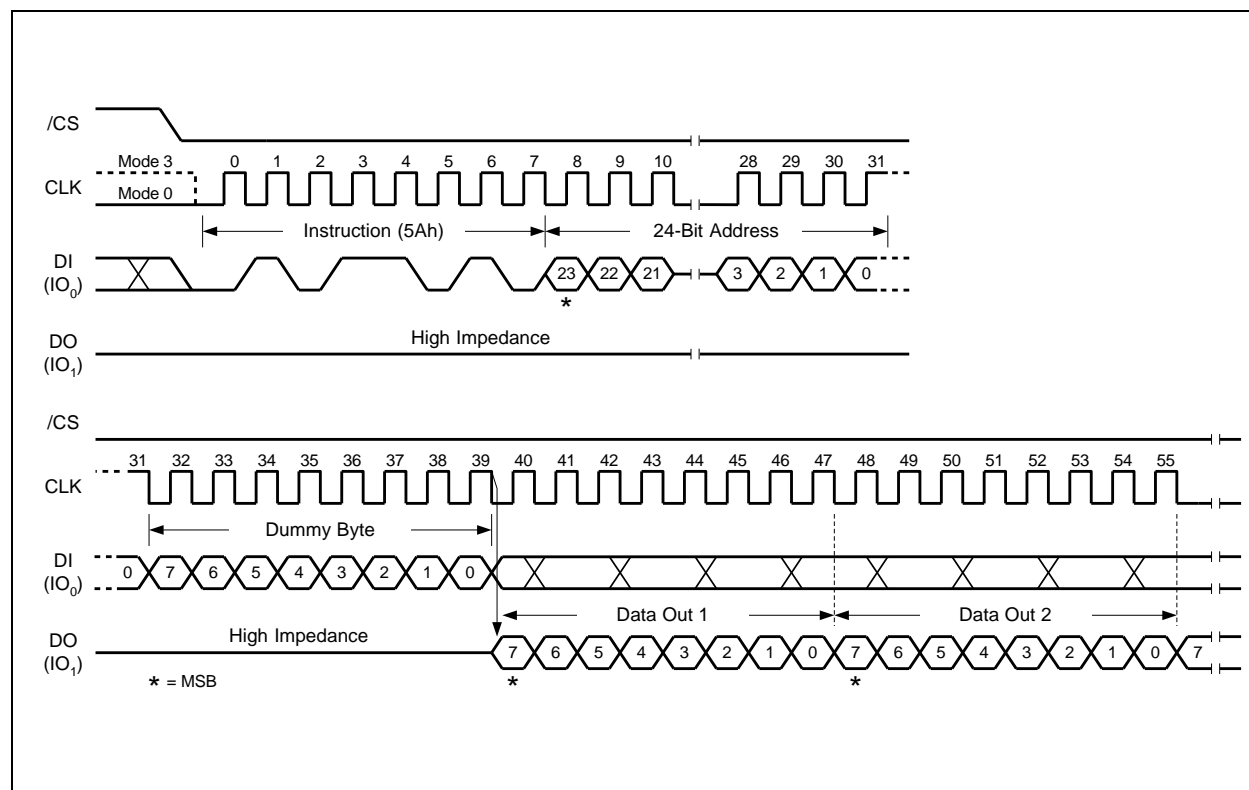 /CS
Mode 3
0 1 2 3 4 5 6 7 8 9 10 28 29 30 31
CLK
Mode 0
Instruction (5Ah) 24-Bit Address
DI
(IO0)
23 22 21 3 2 1 0
*
DO
(IO1)
High Impedance
/CS
31 32 33 34 35 36 37 38 39 40 41 42 43 44 45 46 47 48 49 50 51 52 53 54 55
CLK
Dummy Byte
DI
(IO0)
0 7 6 5 4 3 2 1 0
Data Out 1 Data Out 2
DO
(IO1)
High Impedance
7 6 5 4 3 2 1 0 7 6 5 4 3 2 1 0 7
* = MSB * *